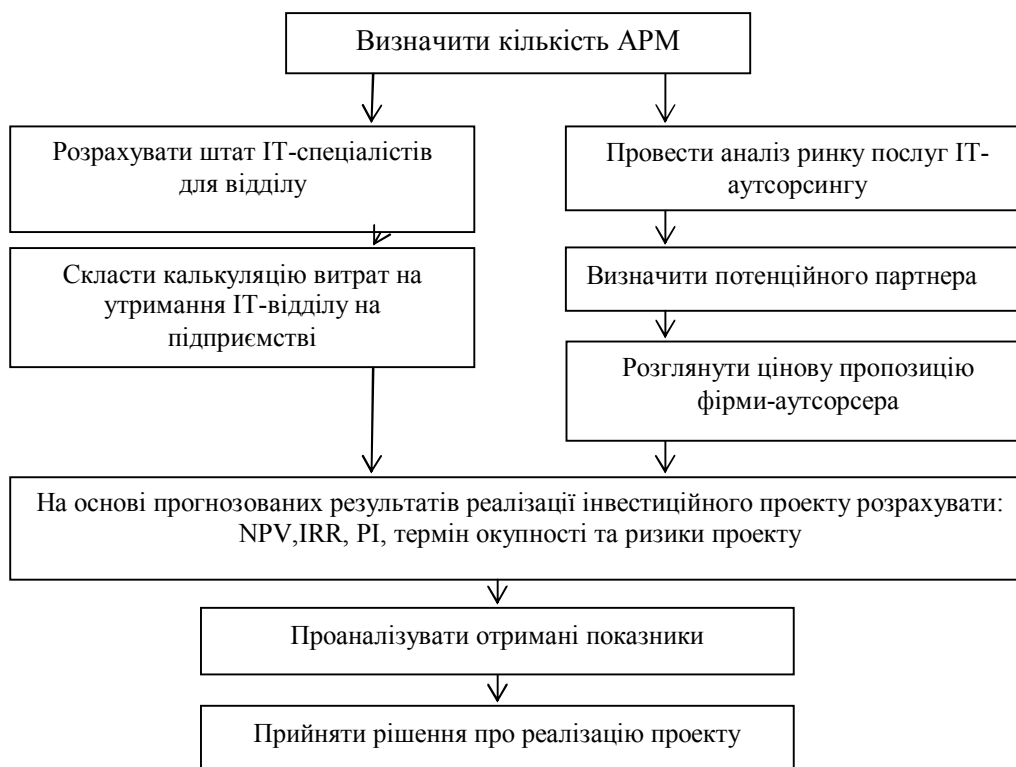 Визначити кількість АРМ
Розрахувати штат ІТ-спеціалістів
для відділу
Скласти калькуляцію витрат на
утримання ІТ-відділу на
підприємстві
Провести аналіз ринку послуг ІТ-
аутсорсингу
Визначити потенційного партнера
Розглянути цінову пропозицію
фірми-аутсорсера
На основі прогнозованих результатів реалізації інвестиційного проекту розрахувати:
NPV,IRR, PI, термін окупності та ризики проекту
Проаналізувати отримані показники
Прийняти рішення про реалізацію проекту